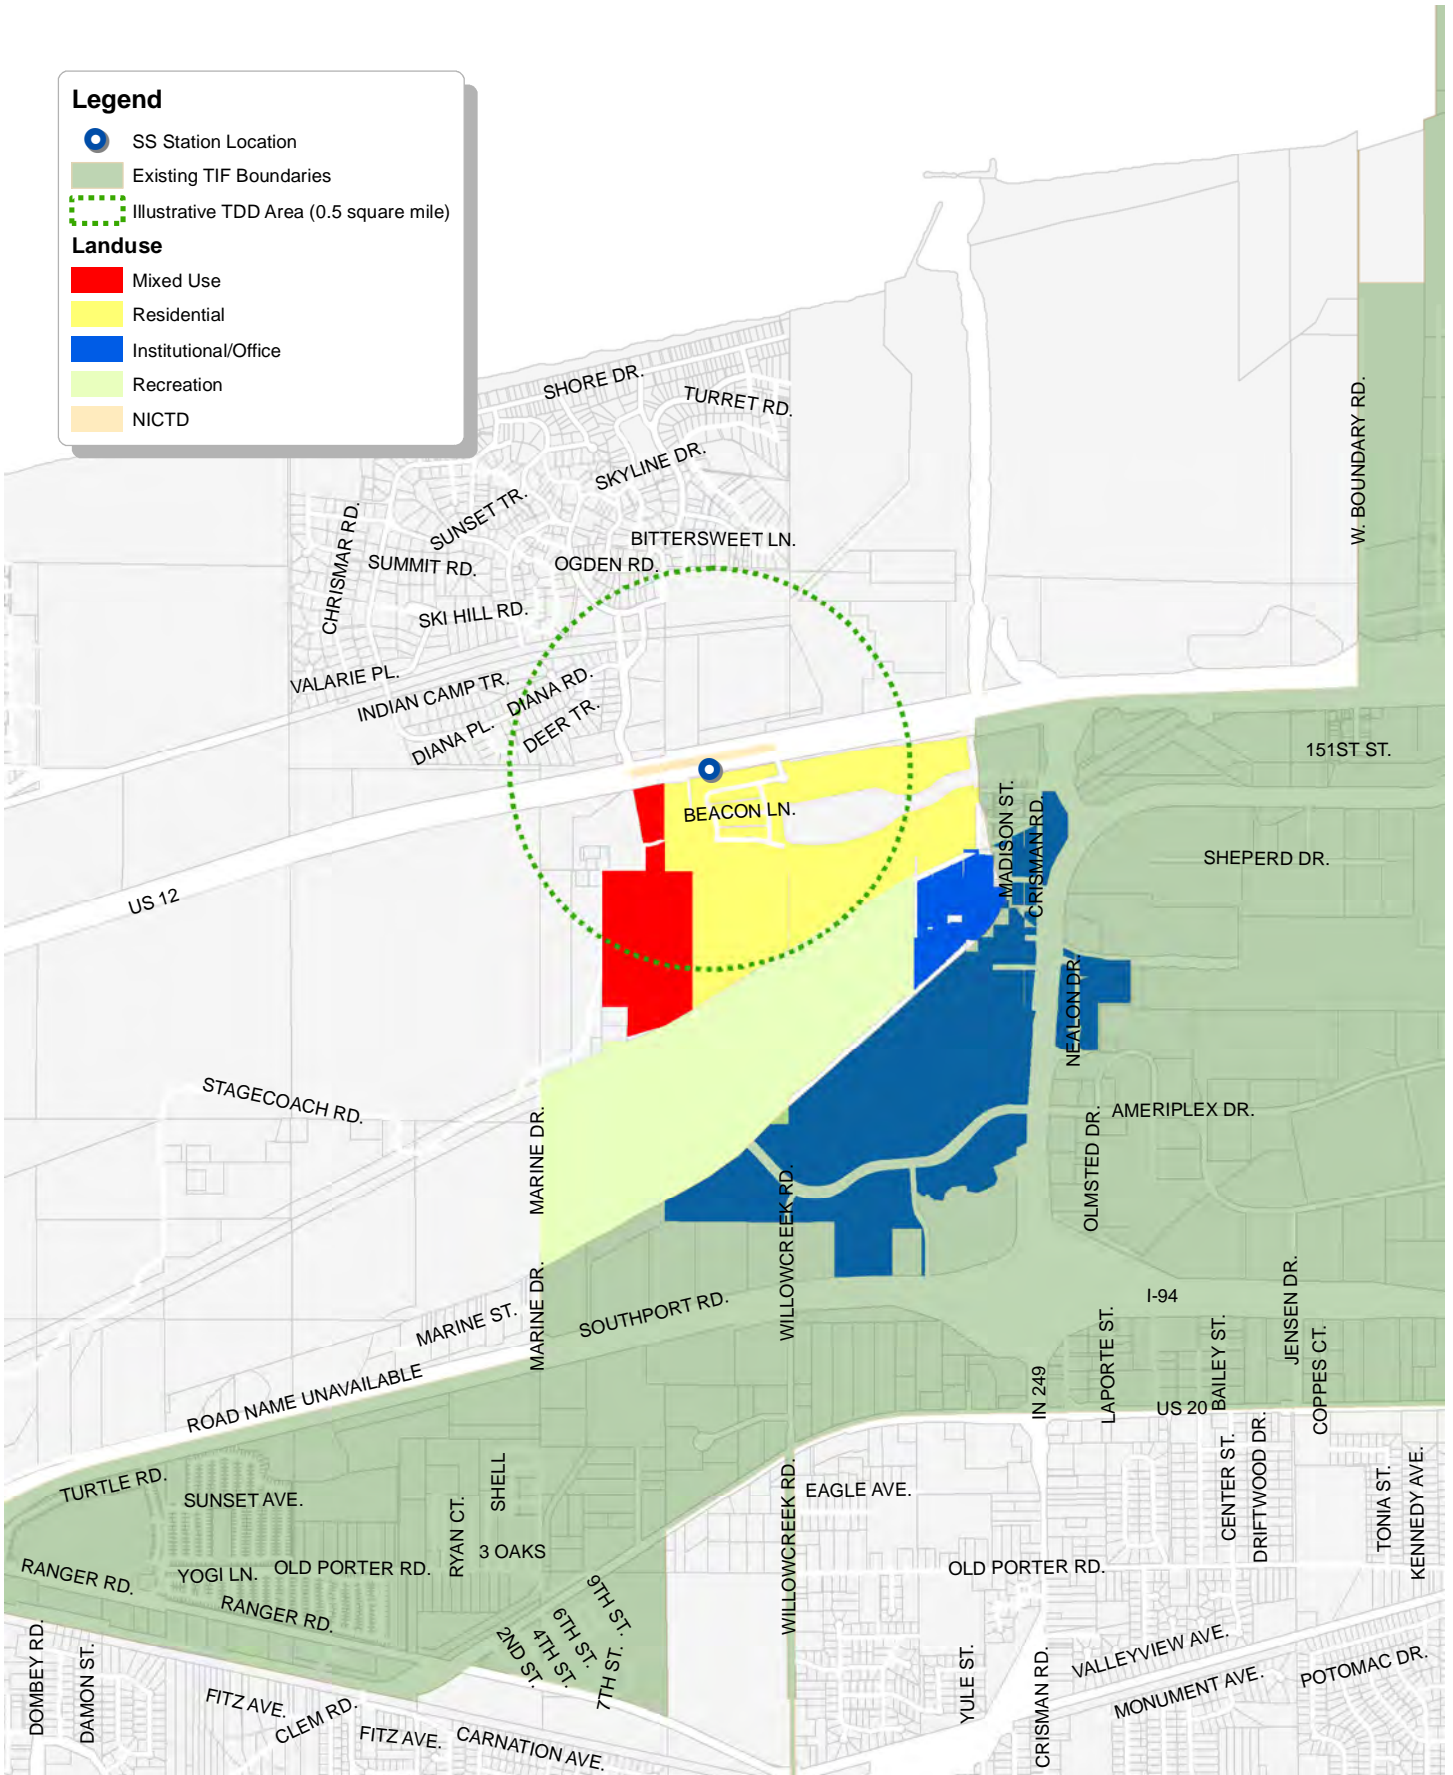 Legend
SS Station Location
Existing TIF Boundaries
Illustrative TDD Area (0.5 square mile)
Landuse
Mixed Use
Residential
Institutional/Office
Recreation
NICTD
SHORE DR.
TURRET RD.
SKYLINE DR.
SUNSET TR.
W. BOUNDARY RD.
CHRISMAR RD.
BITTERSWEET LN.
SUMMIT RD.
OGDEN RD.
SKI HILL RD.
VALARIE PL.
INDIAN CAMP TR.
DIANA RD.
DIANA PL.
DEER TR.
151ST ST.
BEACON LN.
MADISON ST.
CRISMAN RD.
SHEPERD DR.
US 12
NEALON DR.
STAGECOACH RD.
MARINE DR.
AMERIPLEX DR.
OLMSTED DR.
WILLOWCREEK RD.
MARINE DR.
MARINE ST.
SOUTHPORT RD.
I-94
JENSEN DR.
LAPORTE ST.
BAILEY ST.
COPPES CT.
IN 249
US 20
ROAD NAME UNAVAILABLE
TURTLE RD.
SUNSET AVE.
SHELL
RYAN CT.
3 OAKS
WILLOWCREEK RD.
EAGLE AVE.
CENTER ST.
DRIFTWOOD DR.
TONIA ST.
KENNEDY AVE.
RANGER RD.
YOGI LN.
OLD PORTER RD.
OLD PORTER RD.
RANGER RD.
9TH ST.
6TH ST.
4TH ST.
2ND ST.
7TH ST.
DOMBEY RD.
DAMON ST.
FITZ AVE.
CLEM RD.
FITZ AVE.
CARNATION AVE.
YULE ST.
CRISMAN RD.
VALLEYVIEW AVE.
MONUMENT AVE.
POTOMAC DR.